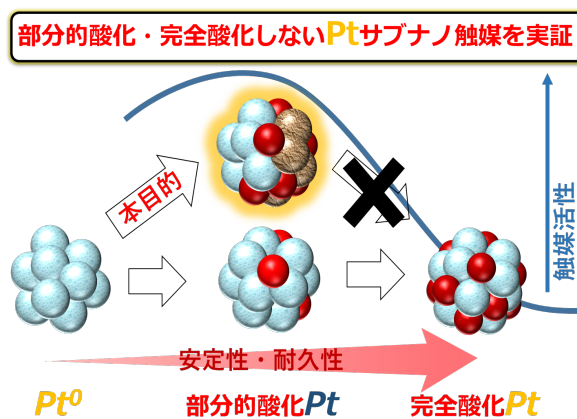 部分的酸化・完全酸化しないPtサブナノ触媒を実証
本目的
触媒活性
安定性・耐久性
Pt⁰
部分的酸化Pt
完全酸化Pt